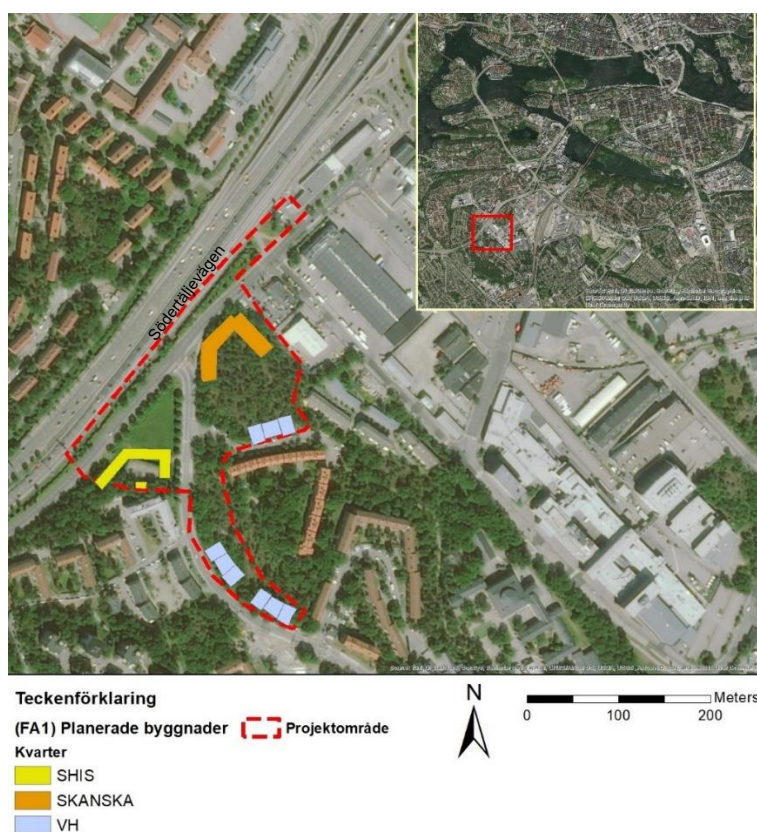 Södertäljevägen
Teckenförklaring
(FA1) Planerade byggnader
Projektområde
Kvarter
SHIS
SKANSKA
VH
N
Meters
0 100 200